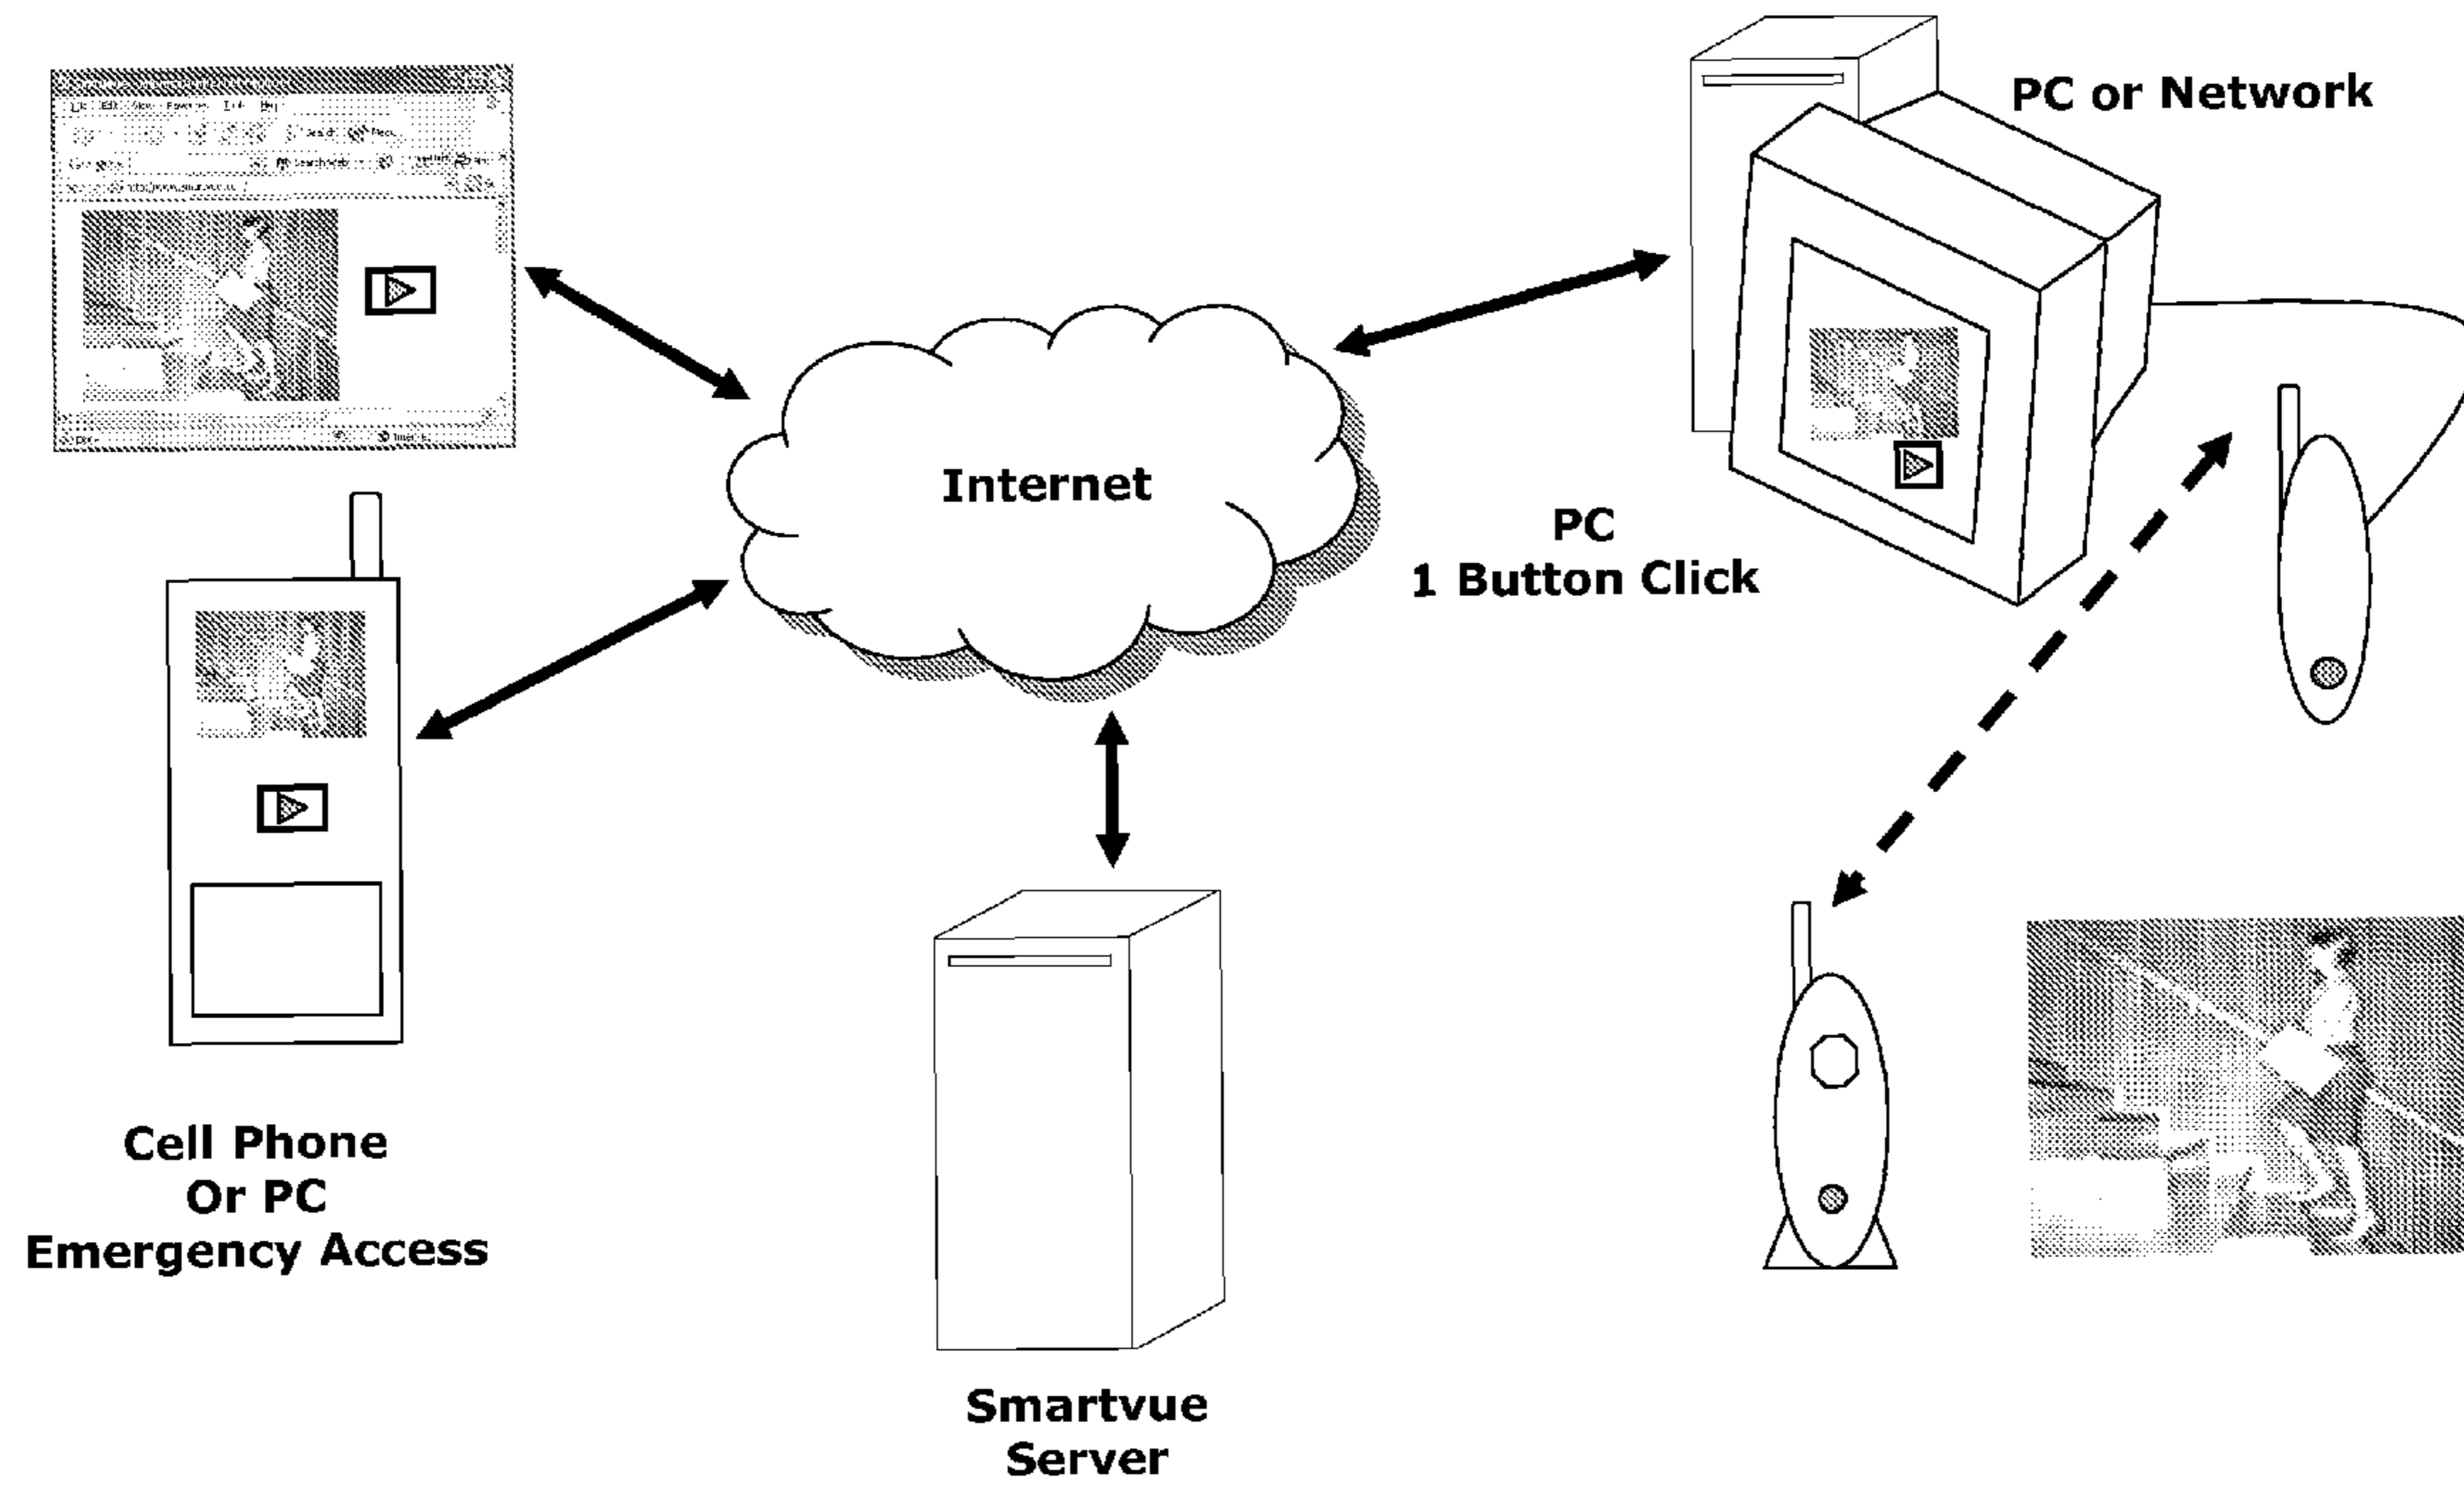 PC or Network
Internet
PC
1 Button Click
Cell Phone
Or PC
Emergency Access
Smartvue
Server